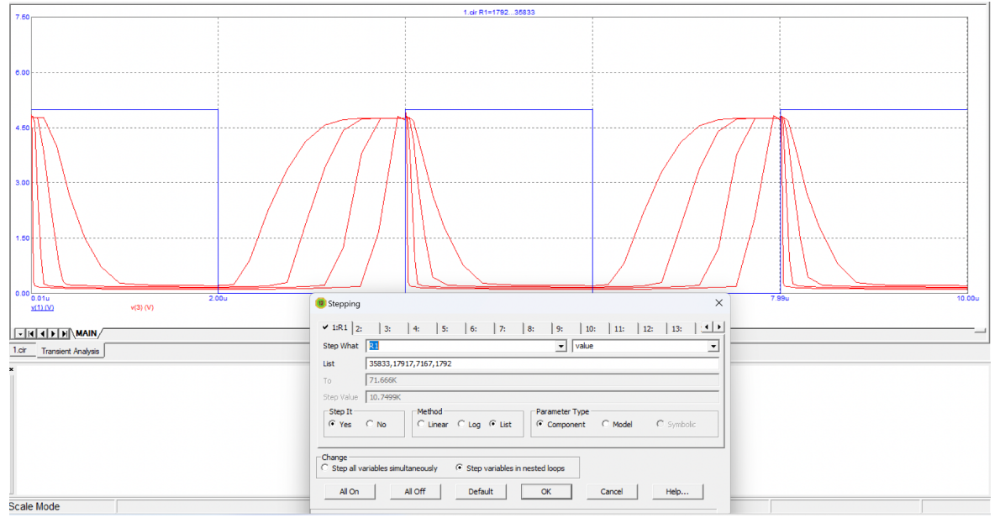 1.cir R1=1792...35833
7.50
6.00
4.50
3.00
1.50
0.00
0.01u 2.00u 7.99u 10.00u
v(1) (V) v(3) (V)
MAIN
1.cir Transient Analysis
Stepping
1:R1 2: 3: 4: 5: 6: 7: 8: 9: 10: 11: 12: 13:
Step What R1 value
List 35833,17917,7167,1792
To 71.666K
Step Value 10.7499K
Step It Method Parameter Type
Yes No Linear Log List Component Model Symbolic
Change
Step all variables simultaneously Step variables in nested loops
All On All Off Default OK Cancel Help...
Scale Mode